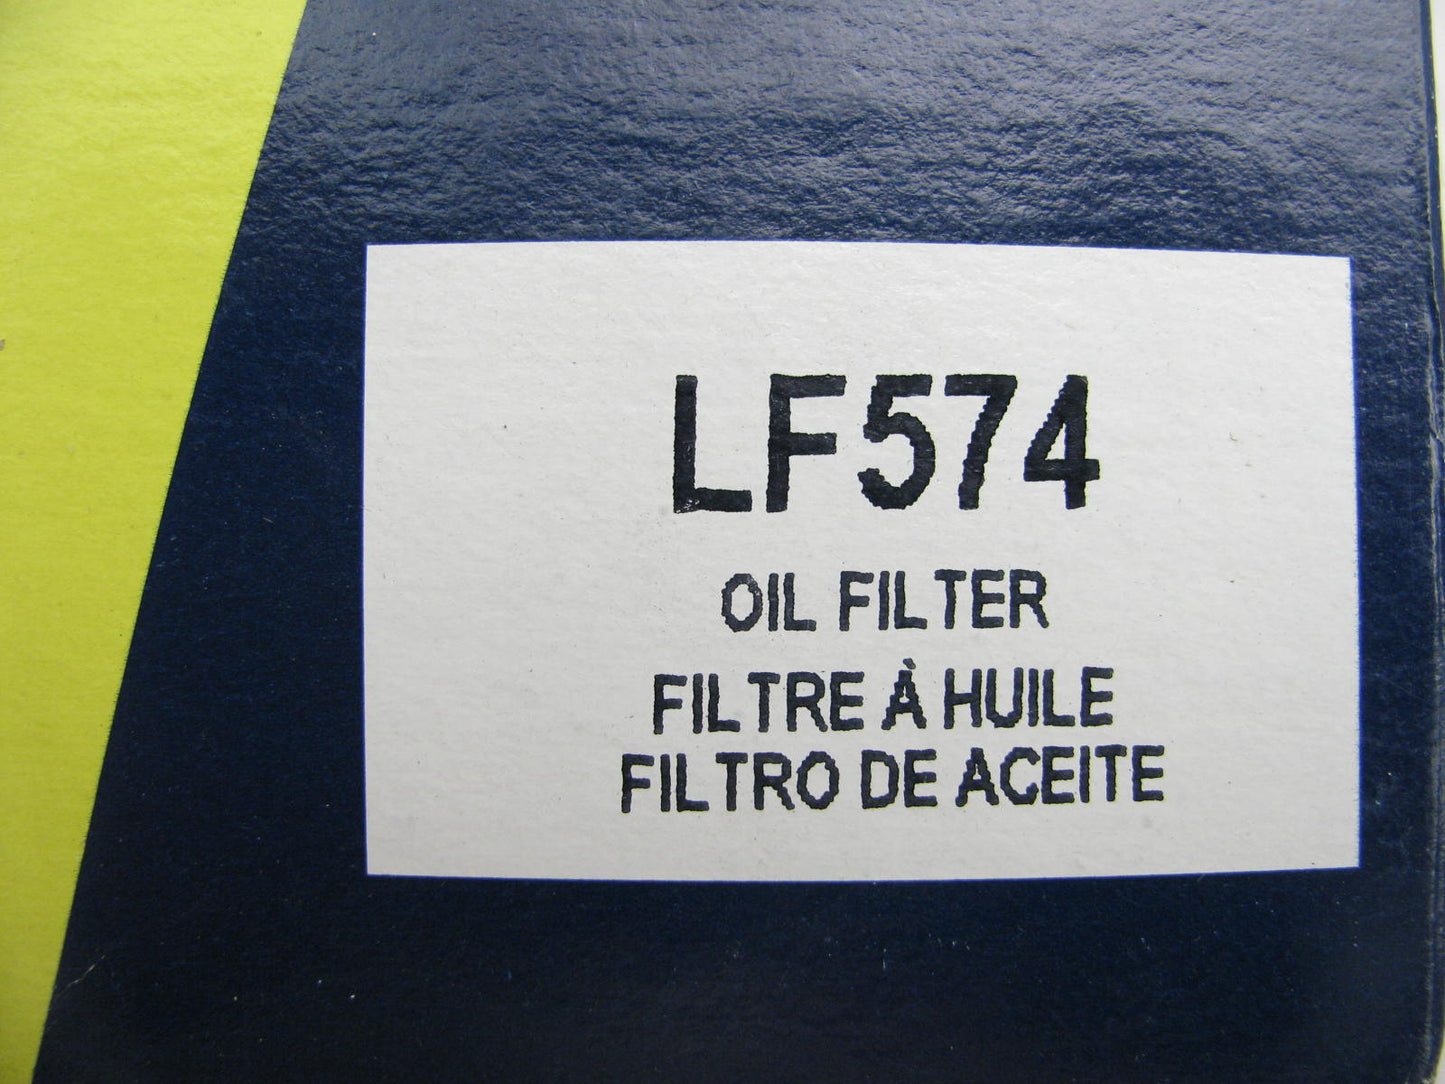 LF574
OIL FILTER
FILTRE À HUILE
FILTRO DE ACEITE